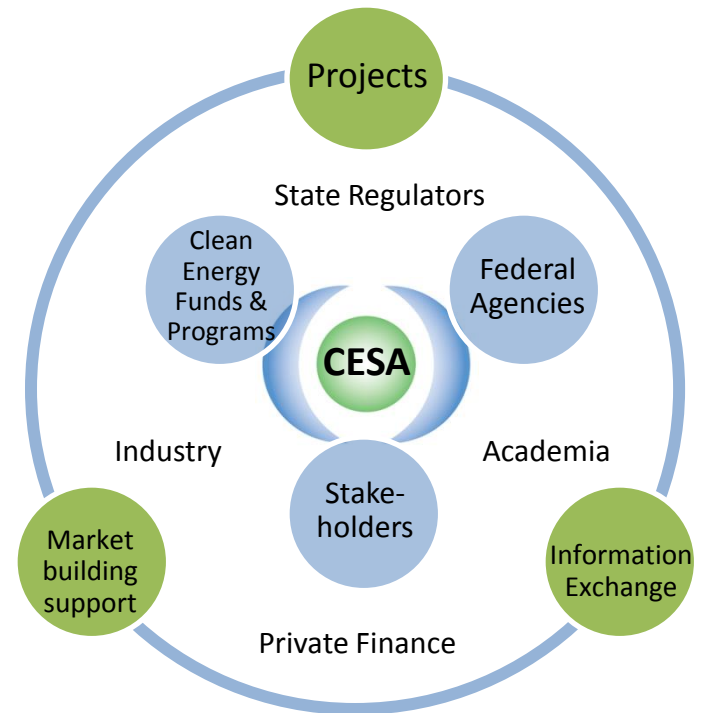 Projects
State Regulators
Clean
Energy
Funds &
Programs
Federal
Agencies
CESA
Industry
Academia
Stake-
holders
Market
building
support
Information
Exchange
Private Finance